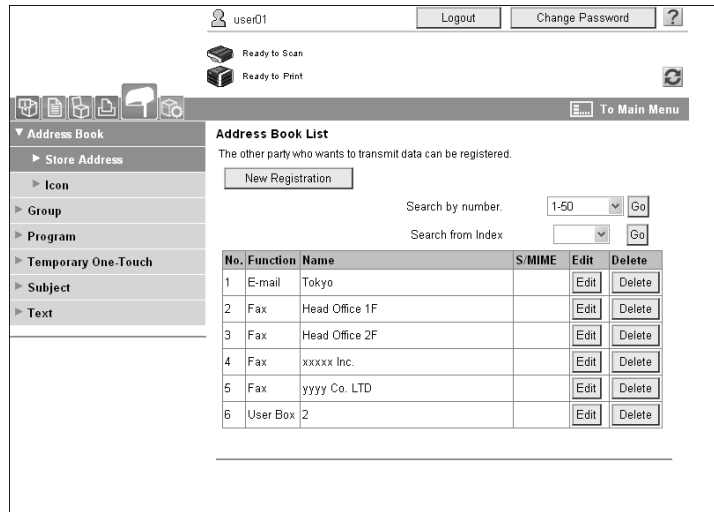 user01 Logout Change Password ?
Ready to Scan
Ready to Print
To Main Menu
Address Book
Store Address
Icon
Group
Program
Temporary One-Touch
Subject
Text
Address Book List
The other party who wants to transmit data can be registered.
New Registration
Search by number. 1-50 Go
Search from Index Go
No. Function Name S/MIME Edit Delete
1 E-mail Tokyo Edit Delete
2 Fax Head Office 1F Edit Delete
3 Fax Head Office 2F Edit Delete
4 Fax xxxxx Inc. Edit Delete
5 Fax yyyy Co. LTD Edit Delete
6 User Box 2 Edit Delete